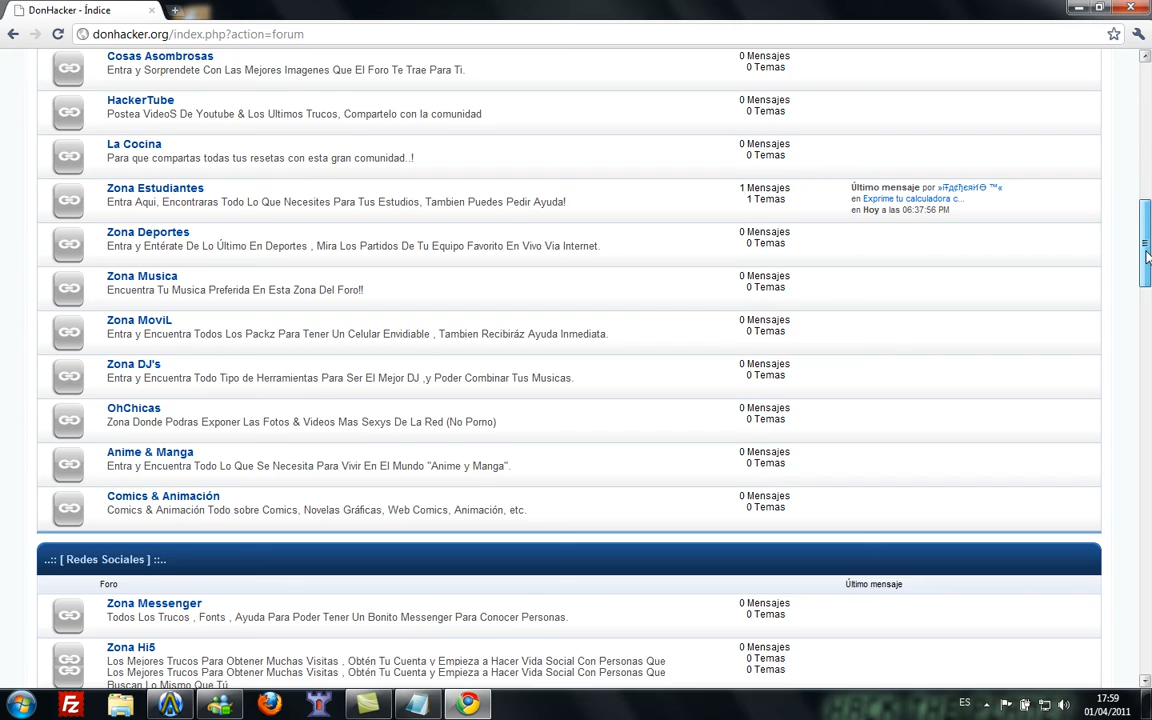 DonHacker - Índice
donhacker.org/index.php?action=forum
Cosas Asombrosas
Entra y Sorprendete Con Las Mejores Imagenes Que El Foro Te Trae Para Ti.
0 Mensajes
0 Temas
HackerTube
Postea VideoS De Youtube & Los Ultimos Trucos, Compartelo con la comunidad
0 Mensajes
0 Temas
La Cocina
Para que compartas todas tus resetas con esta gran comunidad..!
0 Mensajes
0 Temas
Zona Estudiantes
Entra Aqui, Encontraras Todo Lo Que Necesites Para Tus Estudios, Tambien Puedes Pedir Ayuda!
1 Mensajes
1 Temas
Último mensaje por
en Exprime tu calculadora c...
en Hoy a las 06:37:56 PM
Zona Deportes
Entra y Entérate De Lo Último En Deportes , Mira Los Partidos De Tu Equipo Favorito En Vivo Via Internet.
0 Mensajes
0 Temas
Zona Musica
Encuentra Tu Musica Preferida En Esta Zona Del Foro!!
0 Mensajes
0 Temas
Zona MoviL
Entra y Encuentra Todos Los Packz Para Tener Un Celular Envidiable , Tambien Recibiráz Ayuda Inmediata.
0 Mensajes
0 Temas
Zona DJ's
Entra y Encuentra Todo Tipo de Herramientas Para Ser El Mejor DJ ,y Poder Combinar Tus Musicas.
0 Mensajes
0 Temas
OhChicas
Zona Donde Podras Exponer Las Fotos & Videos Mas Sexys De La Red (No Porno)
0 Mensajes
0 Temas
Anime & Manga
Entra y Encuentra Todo Lo Que Se Necesita Para Vivir En El Mundo "Anime y Manga".
0 Mensajes
0 Temas
Comics & Animación
Comics & Animación Todo sobre Comics, Novelas Gráficas, Web Comics, Animación, etc.
0 Mensajes
0 Temas
..:: [ Redes Sociales ] ::..
Foro
Último mensaje
Zona Messenger
Todos Los Trucos , Fonts , Ayuda Para Poder Tener Un Bonito Messenger Para Conocer Personas.
0 Mensajes
0 Temas
Zona Hi5
Los Mejores Trucos Para Obtener Muchas Visitas , Obtén Tu Cuenta y Empieza a Hacer Vida Social Con Personas Que
Los Mejores Trucos Para Obtener Muchas Visitas , Obtén Tu Cuenta y Empieza a Hacer Vida Social Con Personas Que
Buscan Lo Mismo Que Tú
0 Mensajes
0 Temas
0 Temas
ES
17:59
01/04/2011